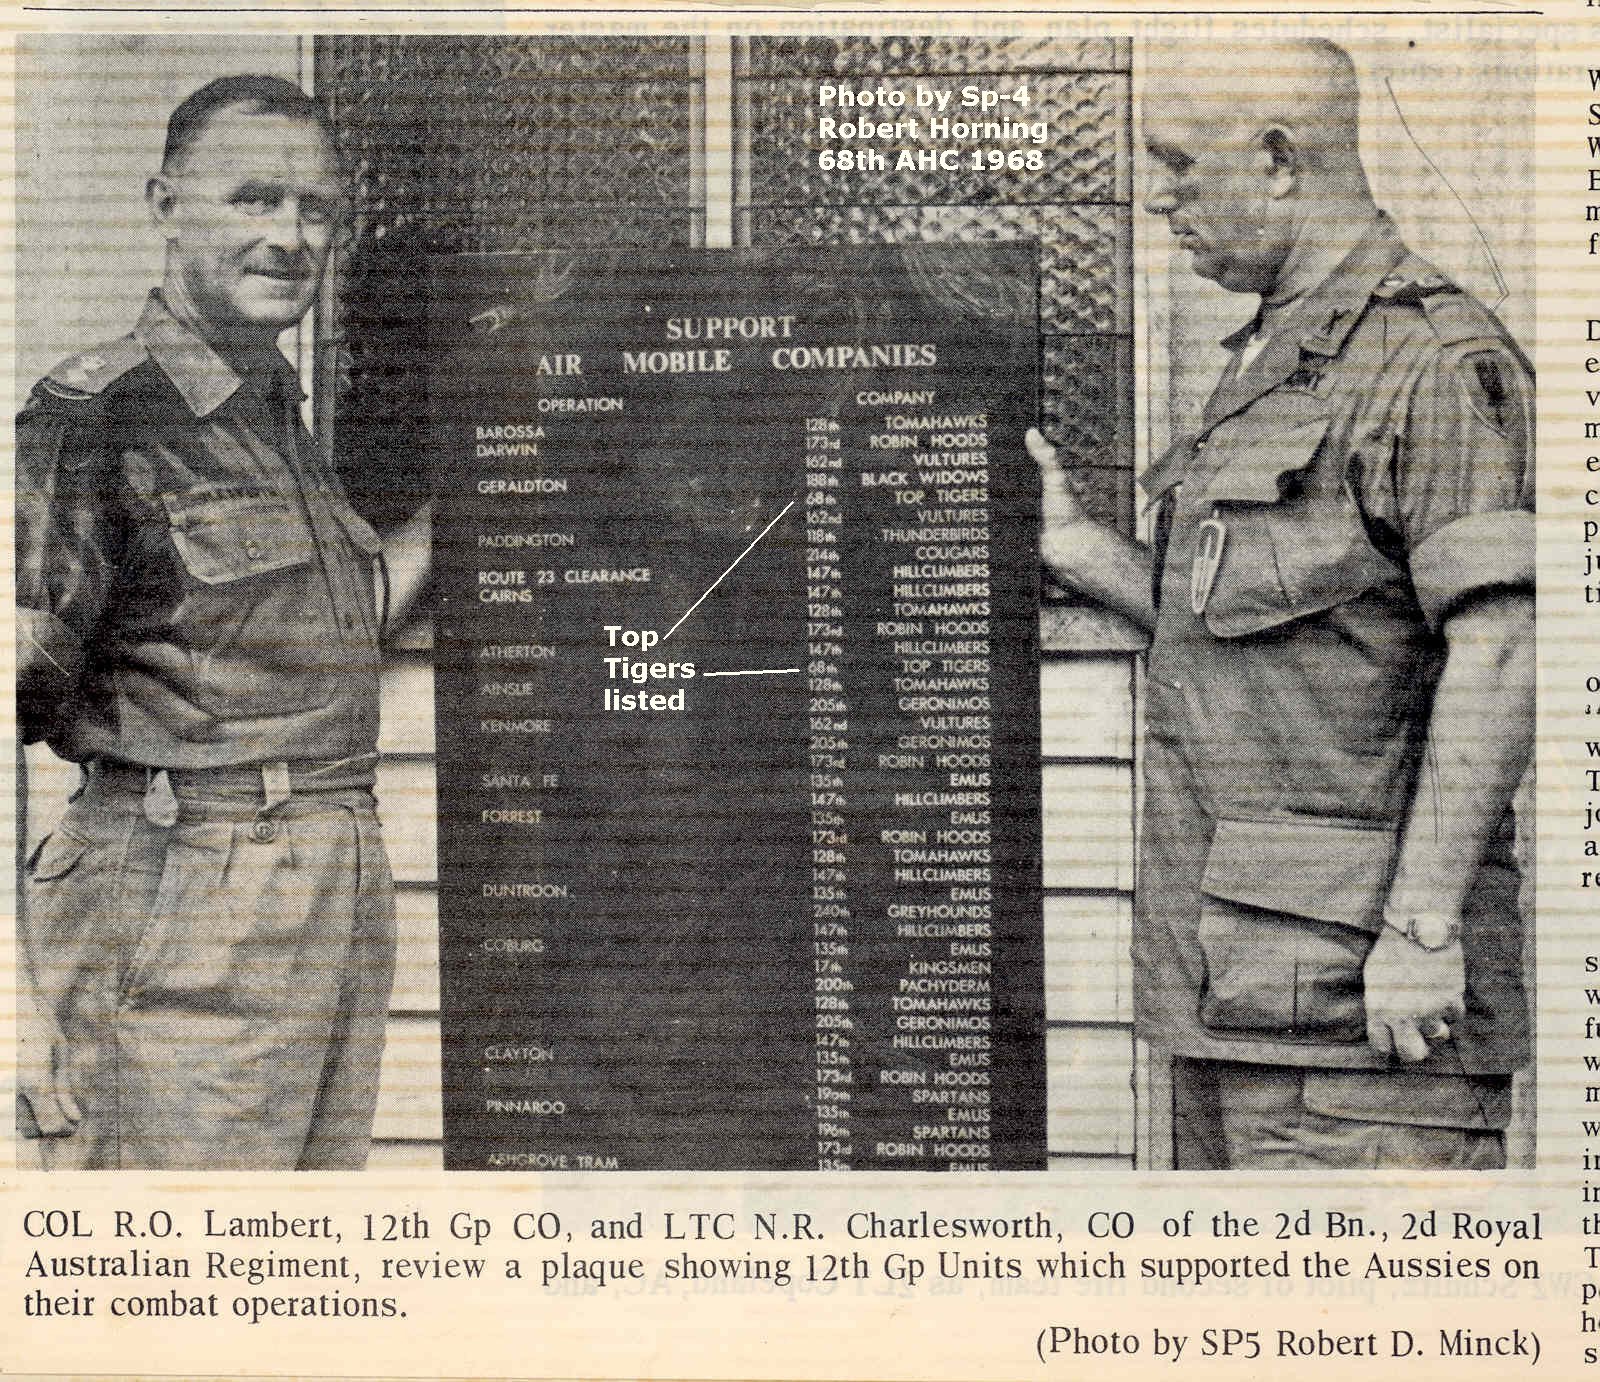 Photo by Sp-4
Robert Horning
68th AHC 1968
SUPPORT
AIR MOBILE COMPANIES
OPERATION COMPANY
BAROSSA 128th TOMAHAWKS
DARWIN 173rd ROBIN HOODS
162nd VULTURES
188th BLACK WIDOWS
GERALDTON 68th TOP TIGERS
162nd VULTURES
118th THUNDERBIRDS
PADDINGTON 214th COUGARS
147th HILLCLIMBERS
ROUTE 23 CLEARANCE 147th HILLCLIMBERS
CAIRNS 128th TOMAHAWKS
173rd ROBIN HOODS
147th HILLCLIMBERS
ATHERTON 68th TOP TIGERS
128th TOMAHAWKS
AINSLIE 205th GERONIMOS
162nd VULTURES
KENMORE 205th GERONIMOS
173rd ROBIN HOODS
135th EMUS
SANTA FE 147th HILLCLIMBERS
135th EMUS
FORREST 173rd ROBIN HOODS
128th TOMAHAWKS
147th HILLCLIMBERS
135th EMUS
DUNTROON 240th GREYHOUNDS
147th HILLCLIMBERS
135th EMUS
COBURG 17th KINGSMEN
200th PACHYDERM
128th TOMAHAWKS
205th GERONIMOS
147th HILLCLIMBERS
135th EMUS
CLAYTON 173rd ROBIN HOODS
SPARTANS
135th EMUS
PINNAROO 196th SPARTANS
173rd ROBIN HOODS
ASHGROVE TRAM 135th EMUS
Top
Tigers
listed
COL R.O. Lambert, 12th Gp CO, and LTC N.R. Charlesworth, CO of the 2d Bn., 2d Royal
Australian Regiment, review a plaque showing 12th Gp Units which supported the Aussies on
their combat operations.
(Photo by SP5 Robert D. Minck)